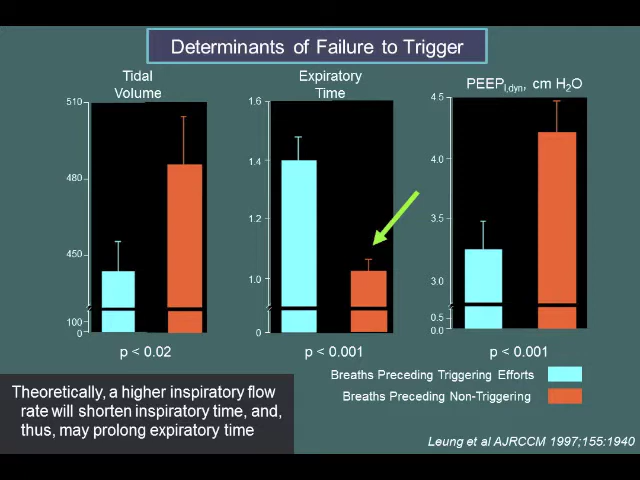 Determinants of Failure to Trigger
Tidal
Volume
510
480
450
100
0
p < 0.02
Expiratory
Time
1.6
1.4
1.2
1.0
0
p < 0.001
PEEPI,dyn, cm H2O
4.5
4.0
3.5
3.0
0.5
0.0
p < 0.001
Breaths Preceding Triggering Efforts
Breaths Preceding Non-Triggering
Theoretically, a higher inspiratory flow
rate will shorten inspiratory time, and,
thus, may prolong expiratory time
Leung et al AJRCCM 1997;155:1940